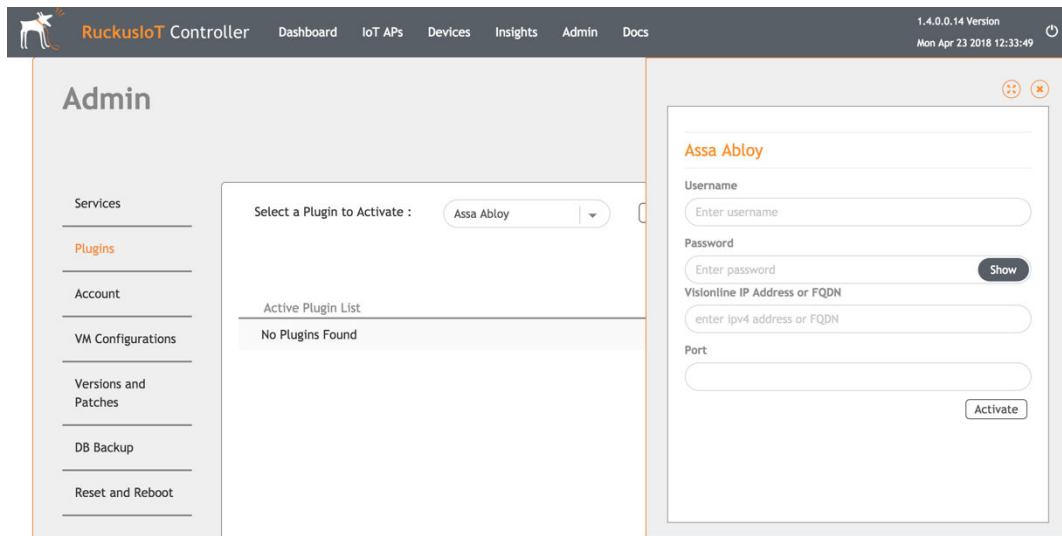 RuckusIoT Controller Dashboard IoT APs Devices Insights Admin Docs
1.4.0.0.14 Version
Mon Apr 23 2018 12:33:49
Admin
Services
Plugins
Account
VM Configurations
Versions and
Patches
DB Backup
Reset and Reboot
Select a Plugin to Activate : Assa Abloy
Active Plugin List
No Plugins Found
Assa Abloy
Username
Enter username
Password
Enter password Show
Visionline IP Address or FQDN
enter ipv4 address or FQDN
Port
Activate